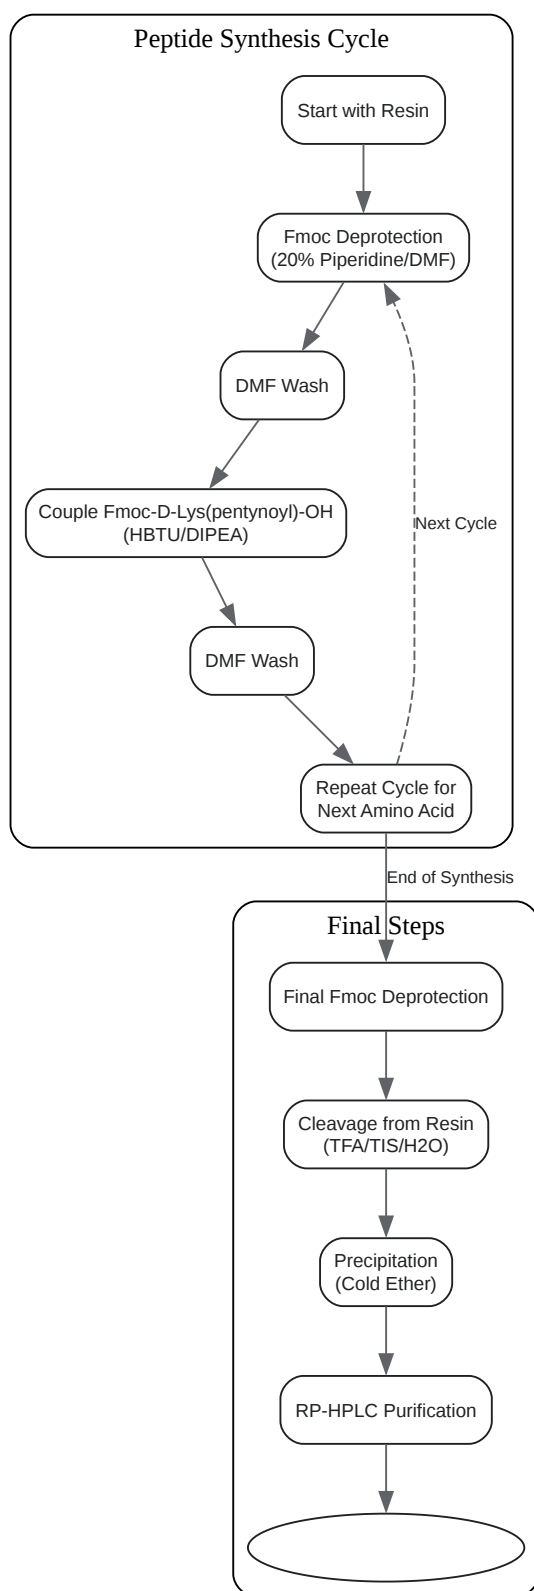 Peptide Synthesis Cycle
Start with Resin
Fmoc Deprotection
(20% Piperidine/DMF)
DMF Wash
Couple Fmoc-D-Lys(pentynoyl)-OH
(HBTU/DIPEA)
Next Cycle
DMF Wash
Repeat Cycle for
Next Amino Acid
End of Synthesis
Final Steps
Final Fmoc Deprotection
Cleavage from Resin
(TFA/TIS/H2O)
Precipitation
(Cold Ether)
RP-HPLC Purification